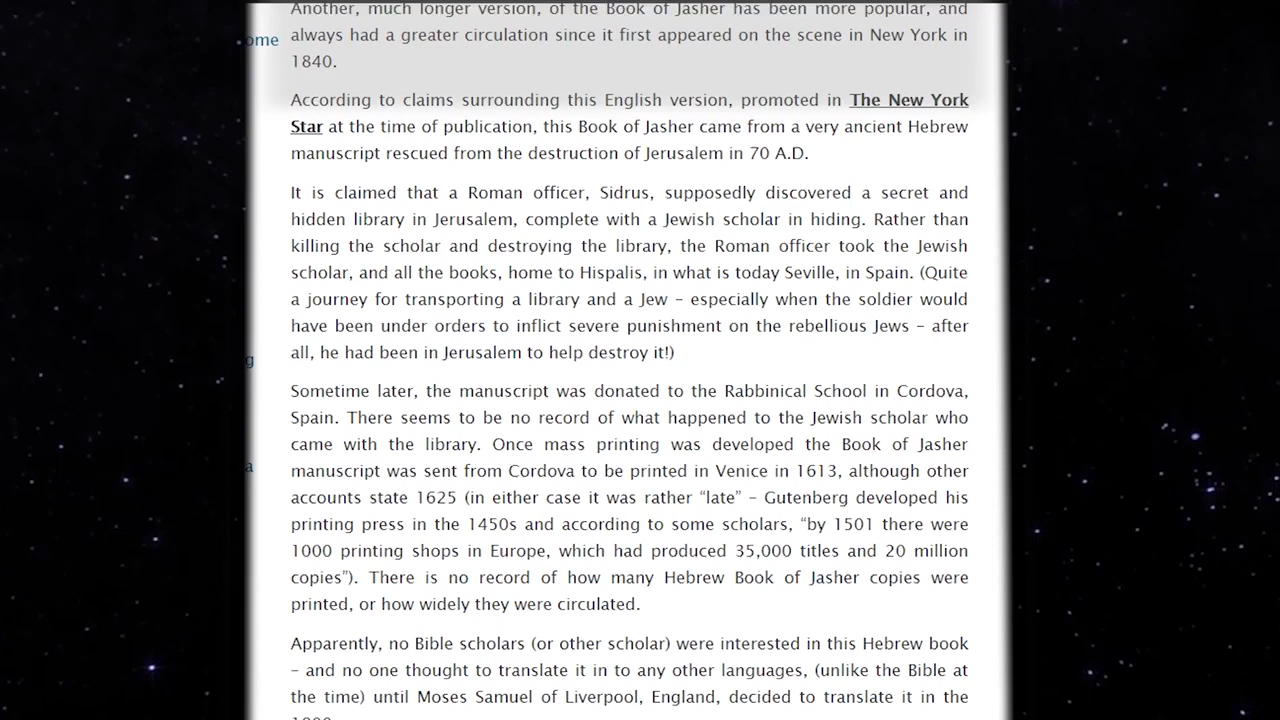 Another, much longer version, of the Book of Jasher has been more popular, and
always had a greater circulation since it first appeared on the scene in New York in
ome
1840.
According to claims surrounding this English version, promoted in The New York
Star at the time of publication, this Book of Jasher came from a very ancient Hebrew
manuscript rescued from the destruction of Jerusalem in 70 A.D.
It is claimed that a Roman officer, Sidrus, supposedly discovered a secret and
hidden library in Jerusalem, complete with a Jewish scholar in hiding. Rather than
killing the scholar and destroying the library, the Roman officer took the Jewish
scholar, and all the books, home to Hispalis, in what is today Seville, in Spain. (Quite
a journey for transporting a library and a Jew – especially when the soldier would
have been under orders to inflict severe punishment on the rebellious Jews – after
all, he had been in Jerusalem to help destroy it!)
g
Sometime later, the manuscript was donated to the Rabbinical School in Cordova,
Spain. There seems to be no record of what happened to the Jewish scholar who
came with the library. Once mass printing was developed the Book of Jasher
manuscript was sent from Cordova to be printed in Venice in 1613, although other
a
accounts state 1625 (in either case it was rather “late” – Gutenberg developed his
printing press in the 1450s and according to some scholars, “by 1501 there were
1000 printing shops in Europe, which had produced 35,000 titles and 20 million
copies”). There is no record of how many Hebrew Book of Jasher copies were
printed, or how widely they were circulated.
Apparently, no Bible scholars (or other scholar) were interested in this Hebrew book
– and no one thought to translate it in to any other languages, (unlike the Bible at
the time) until Moses Samuel of Liverpool, England, decided to translate it in the